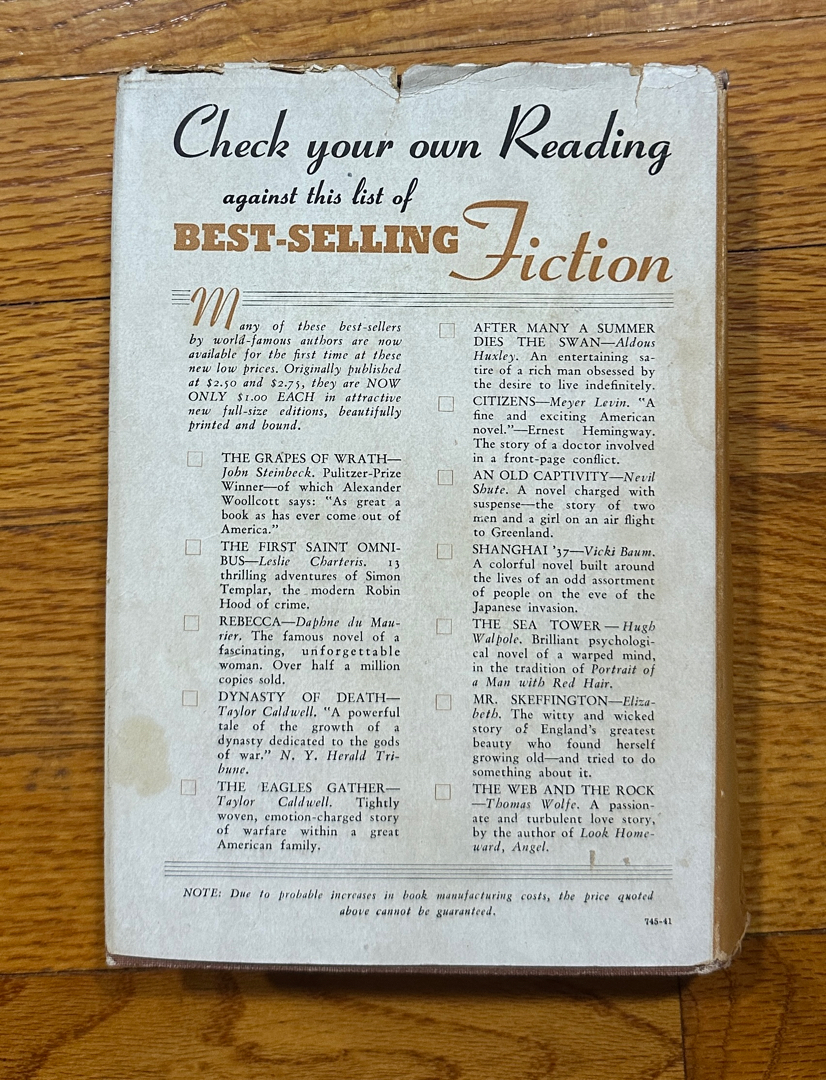 Check your own Reading
against this list of
BEST-SELLING Fiction
Many of these best-sellers
by world-famous authors are now
available for the first time at these
new low prices. Originally published
at $2.50 and $2.75, they are NOW
ONLY $1.00 EACH in attractive
new full-size editions, beautifully
printed and bound.
THE GRAPES OF WRATH—
John Steinbeck. Pulitzer-Prize
Winner—of which Alexander
Woollcott says: "As great a
book as has ever come out of
America."
THE FIRST SAINT OMNI-
BUS—Leslie Charteris. 13
thrilling adventures of Simon
Templar, the modern Robin
Hood of crime.
REBECCA—Daphne du Mau-
rier. The famous novel of a
fascinating, unforgettable
woman. Over half a million
copies sold.
DYNASTY OF DEATH—
Taylor Caldwell. "A powerful
tale of the growth of a
dynasty dedicated to the gods
of war." N. Y. Herald Tri-
bune.
THE EAGLES GATHER—
Taylor Caldwell. Tightly
woven, emotion-charged story
of warfare within a great
American family.
AFTER MANY A SUMMER
DIES THE SWAN—Aldous
Huxley. An entertaining sa-
tire of a rich man obsessed by
the desire to live indefinitely.
CITIZENS—Meyer Levin. "A
fine and exciting American
novel."—Ernest Hemingway.
The story of a doctor involved
in a front-page conflict.
AN OLD CAPTIVITY—Nevil
Shute. A novel charged with
suspense—the story of two
men and a girl on an air flight
to Greenland.
SHANGHAI '37—Vicki Baum.
A colorful novel built around
the lives of an odd assortment
of people on the eve of the
Japanese invasion.
THE SEA TOWER—Hugh
Walpole. Brilliant psychologi-
cal novel of a warped mind,
in the tradition of Portrait of
a Man with Red Hair.
MR. SKEFFINGTON—Eliza-
beth. The witty and wicked
story of England's greatest
beauty who found herself
growing old—and tried to do
something about it.
THE WEB AND THE ROCK
—Thomas Wolfe. A passion-
ate and turbulent love story,
by the author of Look Home-
ward, Angel.
NOTE: Due to probable increases in book manufacturing costs, the price quoted
above cannot be guaranteed.
745-41